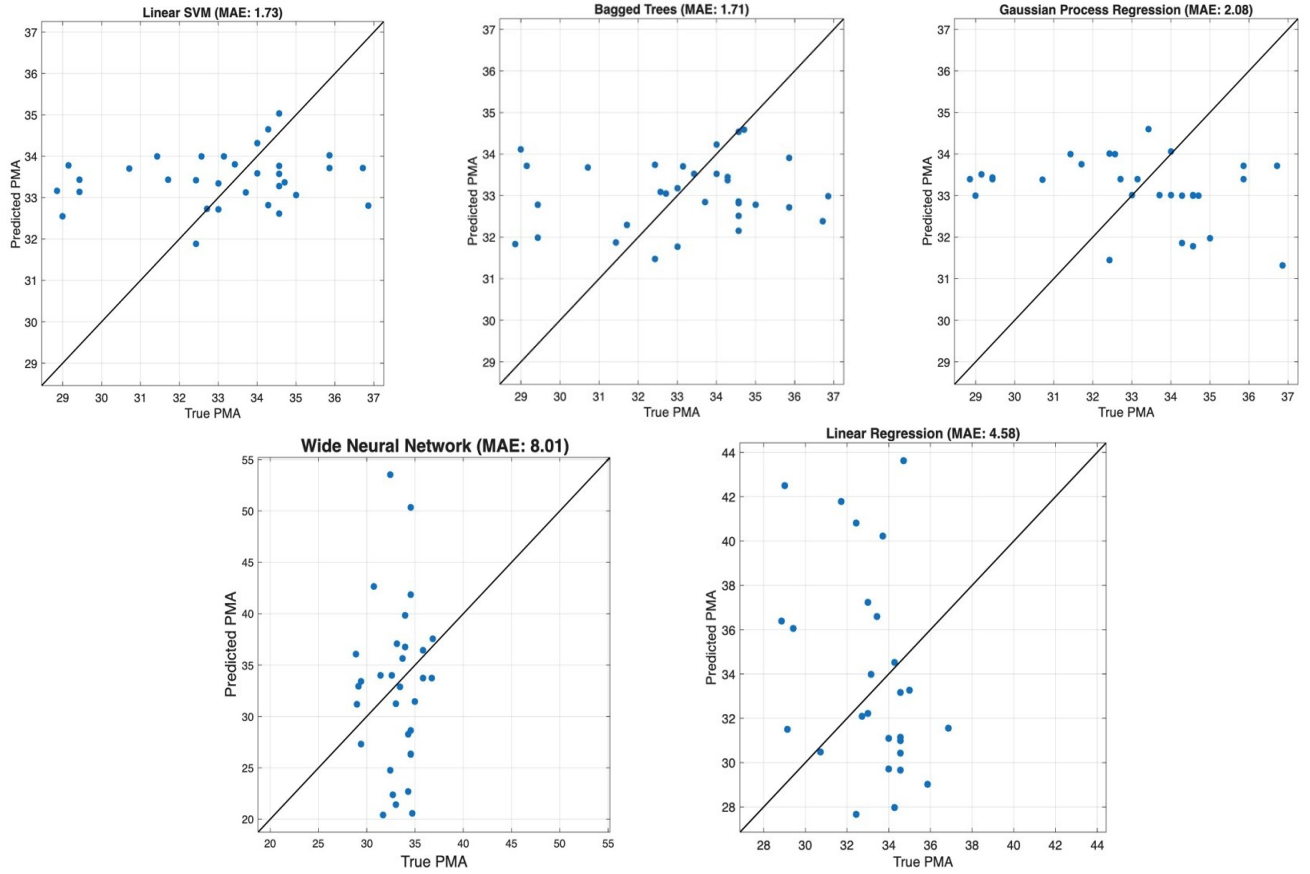 Linear SVM (MAE: 1.73)
37
36
35
34
33
32
31
30
29
Predicted PMA
29 30 31 32 33 34 35 36 37
True PMA
Bagged Trees (MAE: 1.71)
37
36
35
34
33
32
31
30
29
Predicted PMA
29 30 31 32 33 34 35 36 37
True PMA
Gaussian Process Regression (MAE: 2.08)
37
36
35
34
33
32
31
30
29
Predicted PMA
29 30 31 32 33 34 35 36 37
True PMA
Wide Neural Network (MAE: 8.01)
55
50
45
40
35
30
25
20
Predicted PMA
20 25 30 35 40 45 50 55
True PMA
Linear Regression (MAE: 4.58)
44
42
40
38
36
34
32
30
28
Predicted PMA
28 30 32 34 36 38 40 42 44
True PMA